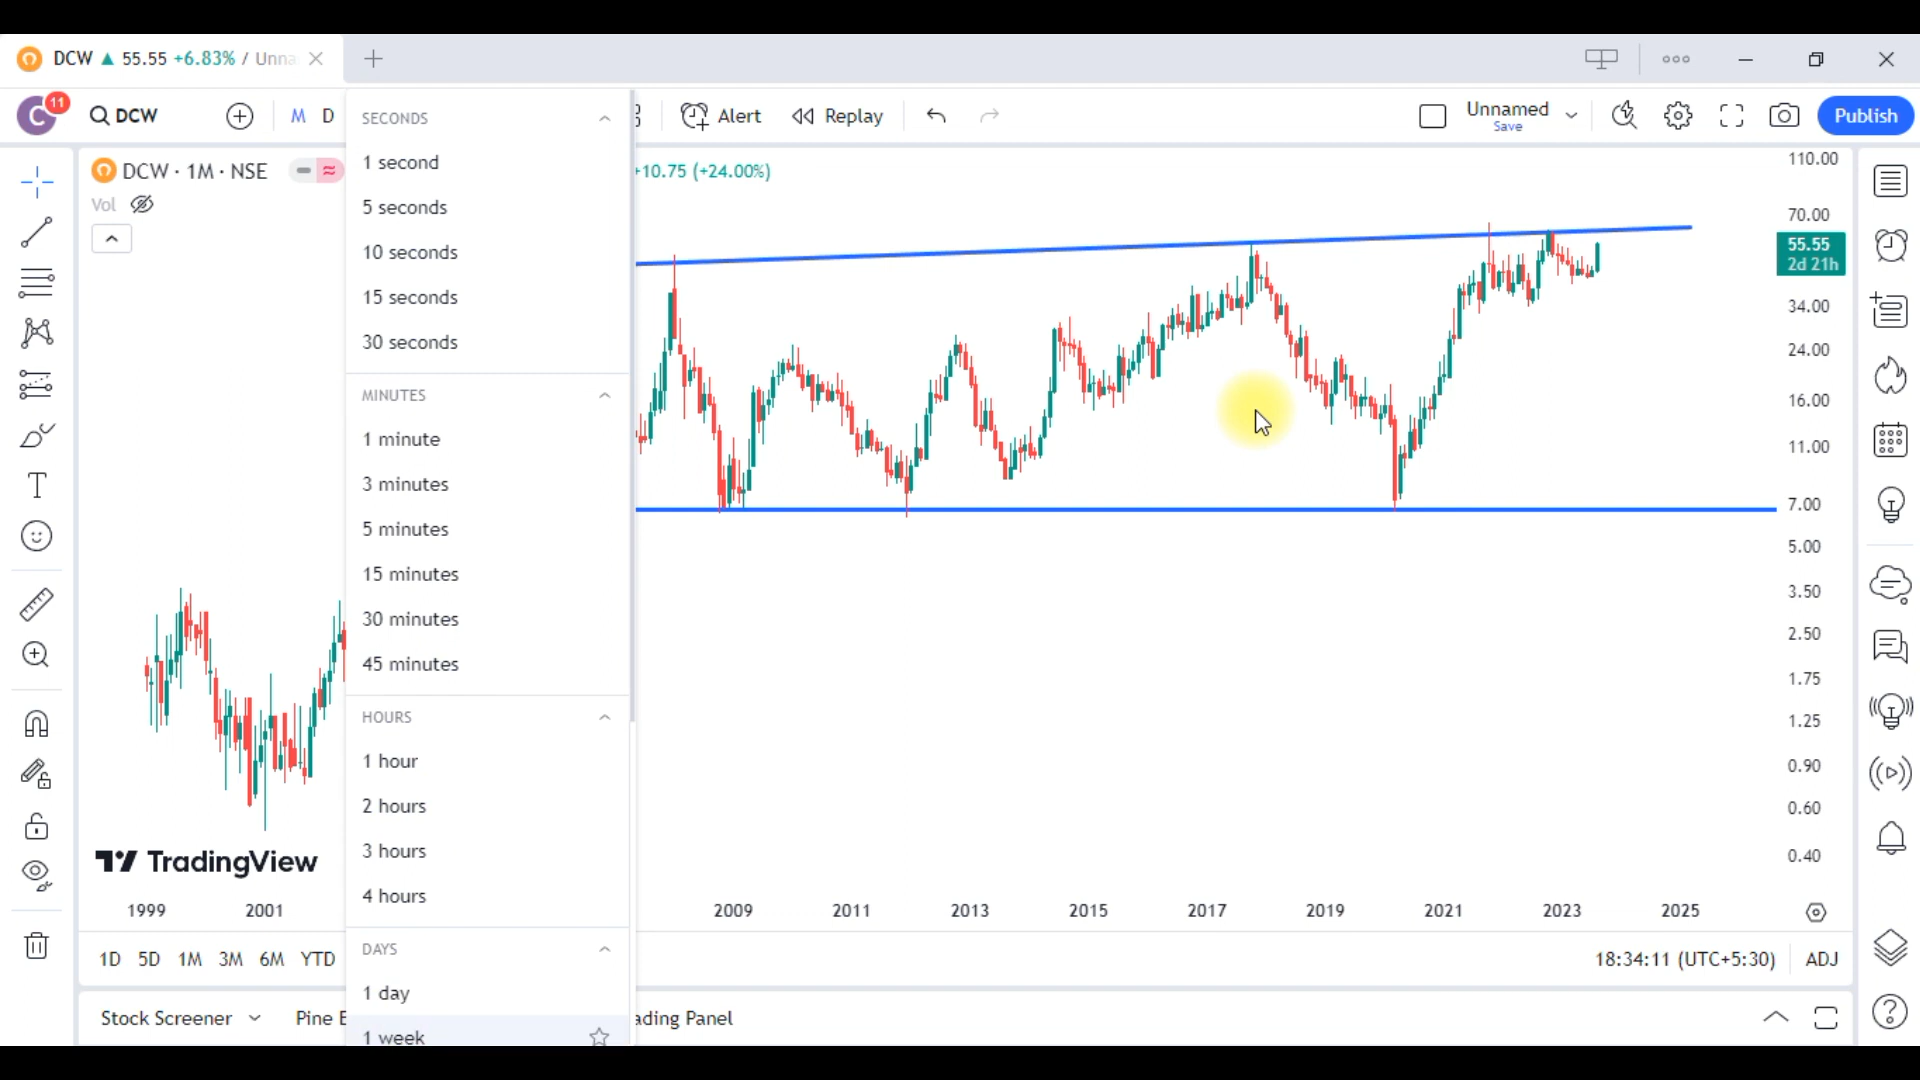 DCW ▲ 55.55 +6.83% / Unna
C 11 DCW M D Alert Replay Unnamed Save Publish
DCW · 1M · NSE +10.75 (+24.00%)
Vol
SECONDS
1 second
5 seconds
10 seconds
15 seconds
30 seconds
MINUTES
1 minute
3 minutes
5 minutes
15 minutes
30 minutes
45 minutes
HOURS
1 hour
2 hours
3 hours
4 hours
DAYS
1 day
1 week
110.00
70.00
55.55
2d 21h
34.00
24.00
16.00
11.00
7.00
5.00
3.50
2.50
1.75
1.25
0.90
0.60
0.40
TradingView
1999 2001 2009 2011 2013 2015 2017 2019 2021 2023 2025
1D 5D 1M 3M 6M YTD 18:34:11 (UTC+5:30) ADJ
Stock Screener Pine E ading Panel